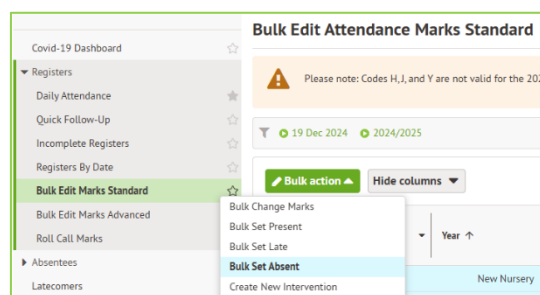 Bulk Edit Attendance Marks Standard
Covid-19 Dashboard
Registers
Daily Attendance
Quick Follow-Up
Incomplete Registers
Registers By Date
Bulk Edit Marks Standard
Bulk Edit Marks Advanced
Roll Call Marks
Absentees
Latecomers
Please note: Codes H, J, and Y are not valid for the 202
19 Dec 2024 2024/2025
Bulk action Hide columns
Bulk Change Marks
Bulk Set Present
Bulk Set Late
Bulk Set Absent
Create New Intervention
Year
New Nursery